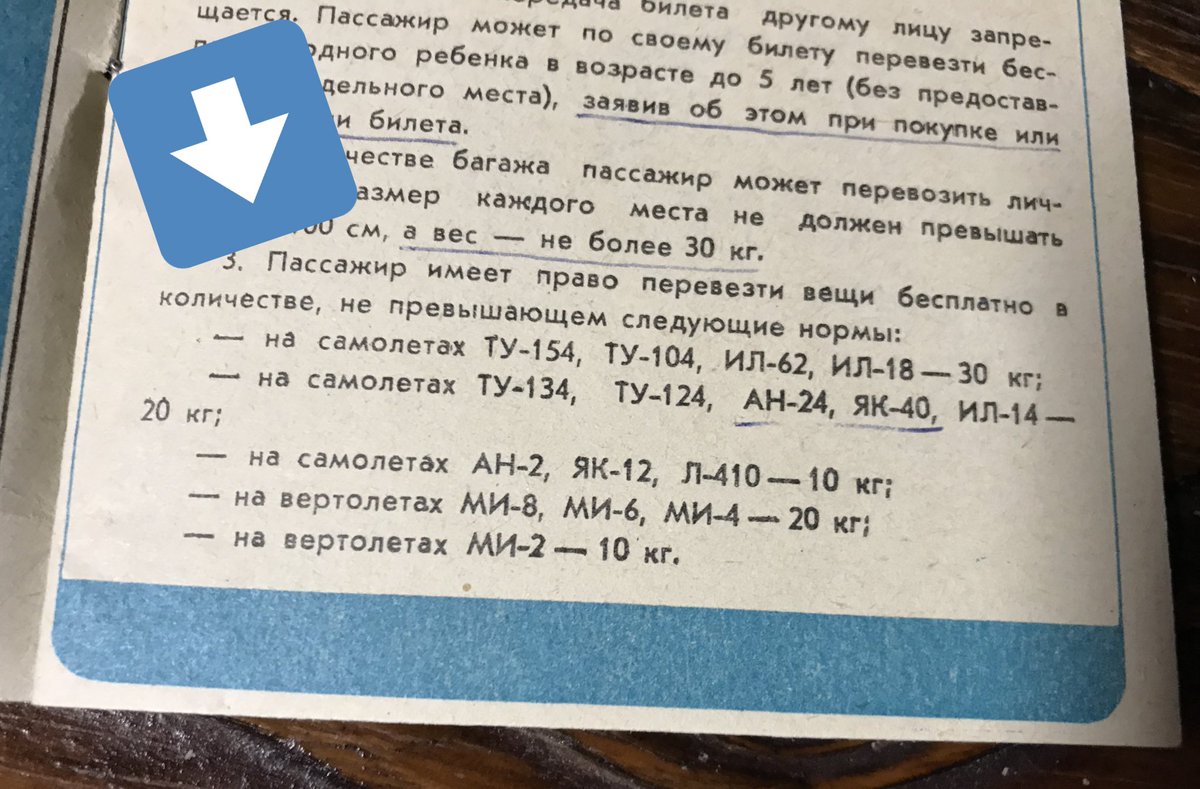 билета другому лицу запре-
щается. Пассажир может по своему билету перевезти бес-
ребенка в возрасте до 5 лет (без предостав-
места), заявив об этом при покупке или
билета.
багажа пассажир может перевозить лич-
каждого места не должен превышать
см, а вес — не более 30 кг.
3. Пассажир имеет право перевезти вещи бесплатно в
количестве, не превышающем следующие нормы:
— на самолетах ТУ-154, ТУ-104, ИЛ-62, ИЛ-18 — 30 кг;
— на самолетах ТУ-134, ТУ-124, АН-24, ЯК-40, ИЛ-14 —
20 кг;
— на самолетах АН-2, ЯК-12, Л-410 — 10 кг;
— на вертолетах МИ-8, МИ-6, МИ-4 — 20 кг;
— на вертолетах МИ-2 — 10 кг.